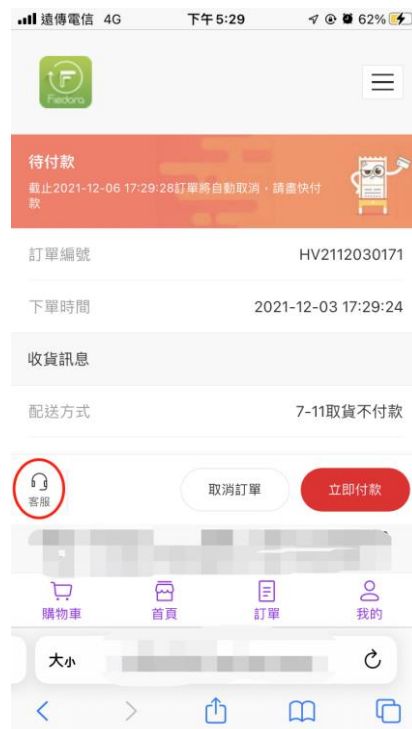 遠傳電信 4G 下午5:29 62%
Fiedora
待付款
截止2021-12-06 17:29:28訂單將自動取消，請盡快付
款
訂單編號 HV2112030171
下單時間 2021-12-03 17:29:24
收貨訊息
配送方式 7-11取貨不付款
客服 取消訂單 立即付款
購物車 首頁 訂單 我的
大小